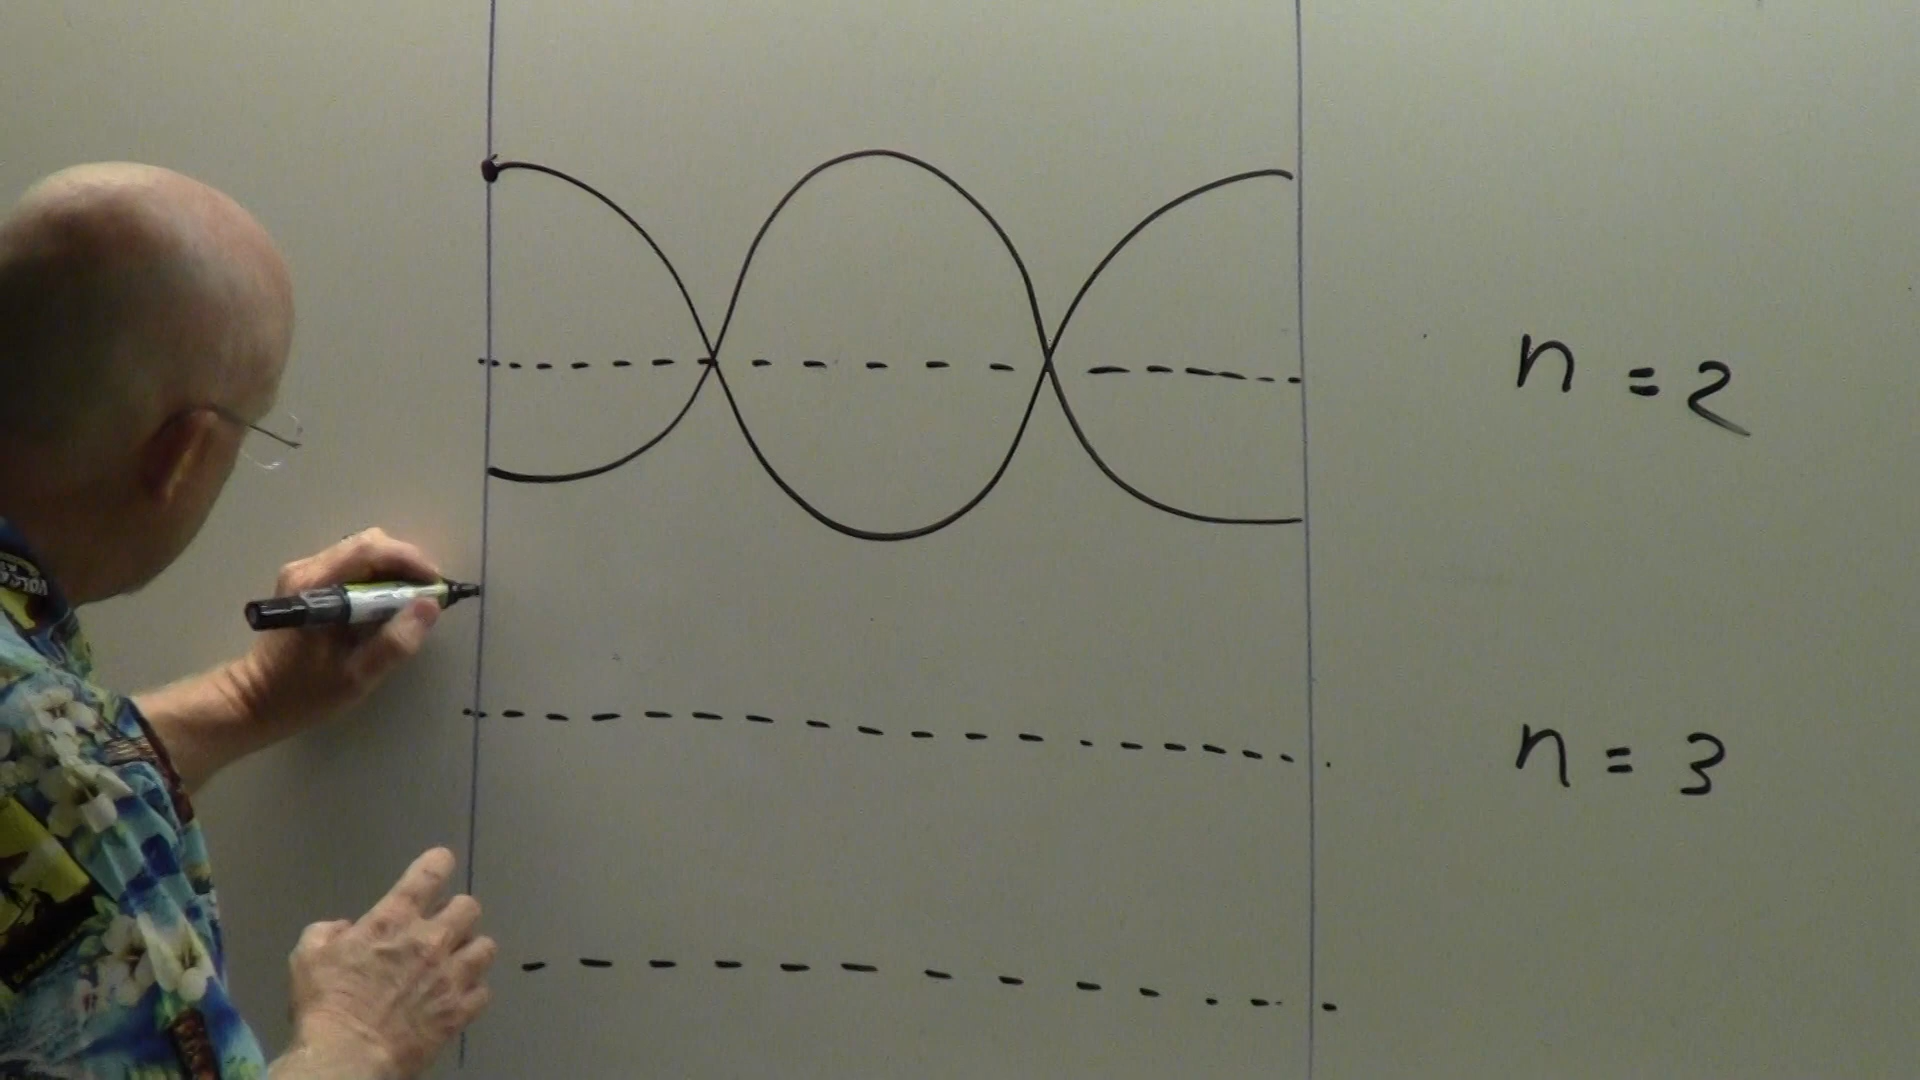 n = 2
n = 3